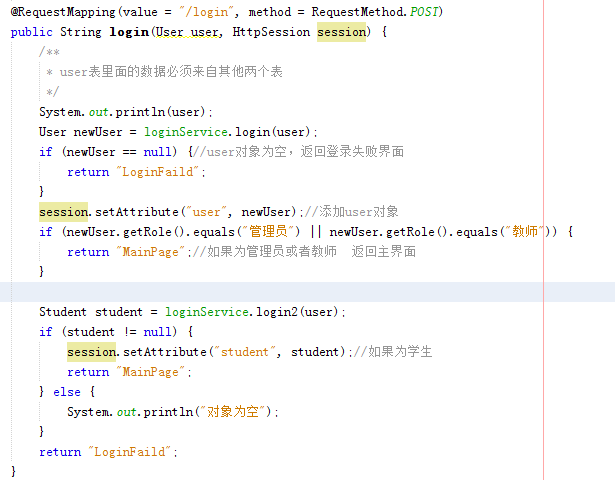 @RequestMapping(value = "/login", method = RequestMethod.POST)
public String login(User user, HttpSession session) {
/**
* user表里面的数据必须来自其他两个表
*/
System.out.println(user);
User newUser = loginService.login(user);
if (newUser == null) {//user对象为空，返回登录失败界面
return "LoginFaild";
}
session.setAttribute("user", newUser);//添加user对象
if (newUser.getRole().equals("管理员") || newUser.getRole().equals("教师")) {
return "MainPage";//如果为管理员或者教师  返回主界面
}
Student student = loginService.login2(user);
if (student != null) {
session.setAttribute("student", student);//如果为学生
return "MainPage";
} else {
System.out.println("对象为空");
}
return "LoginFaild";
}